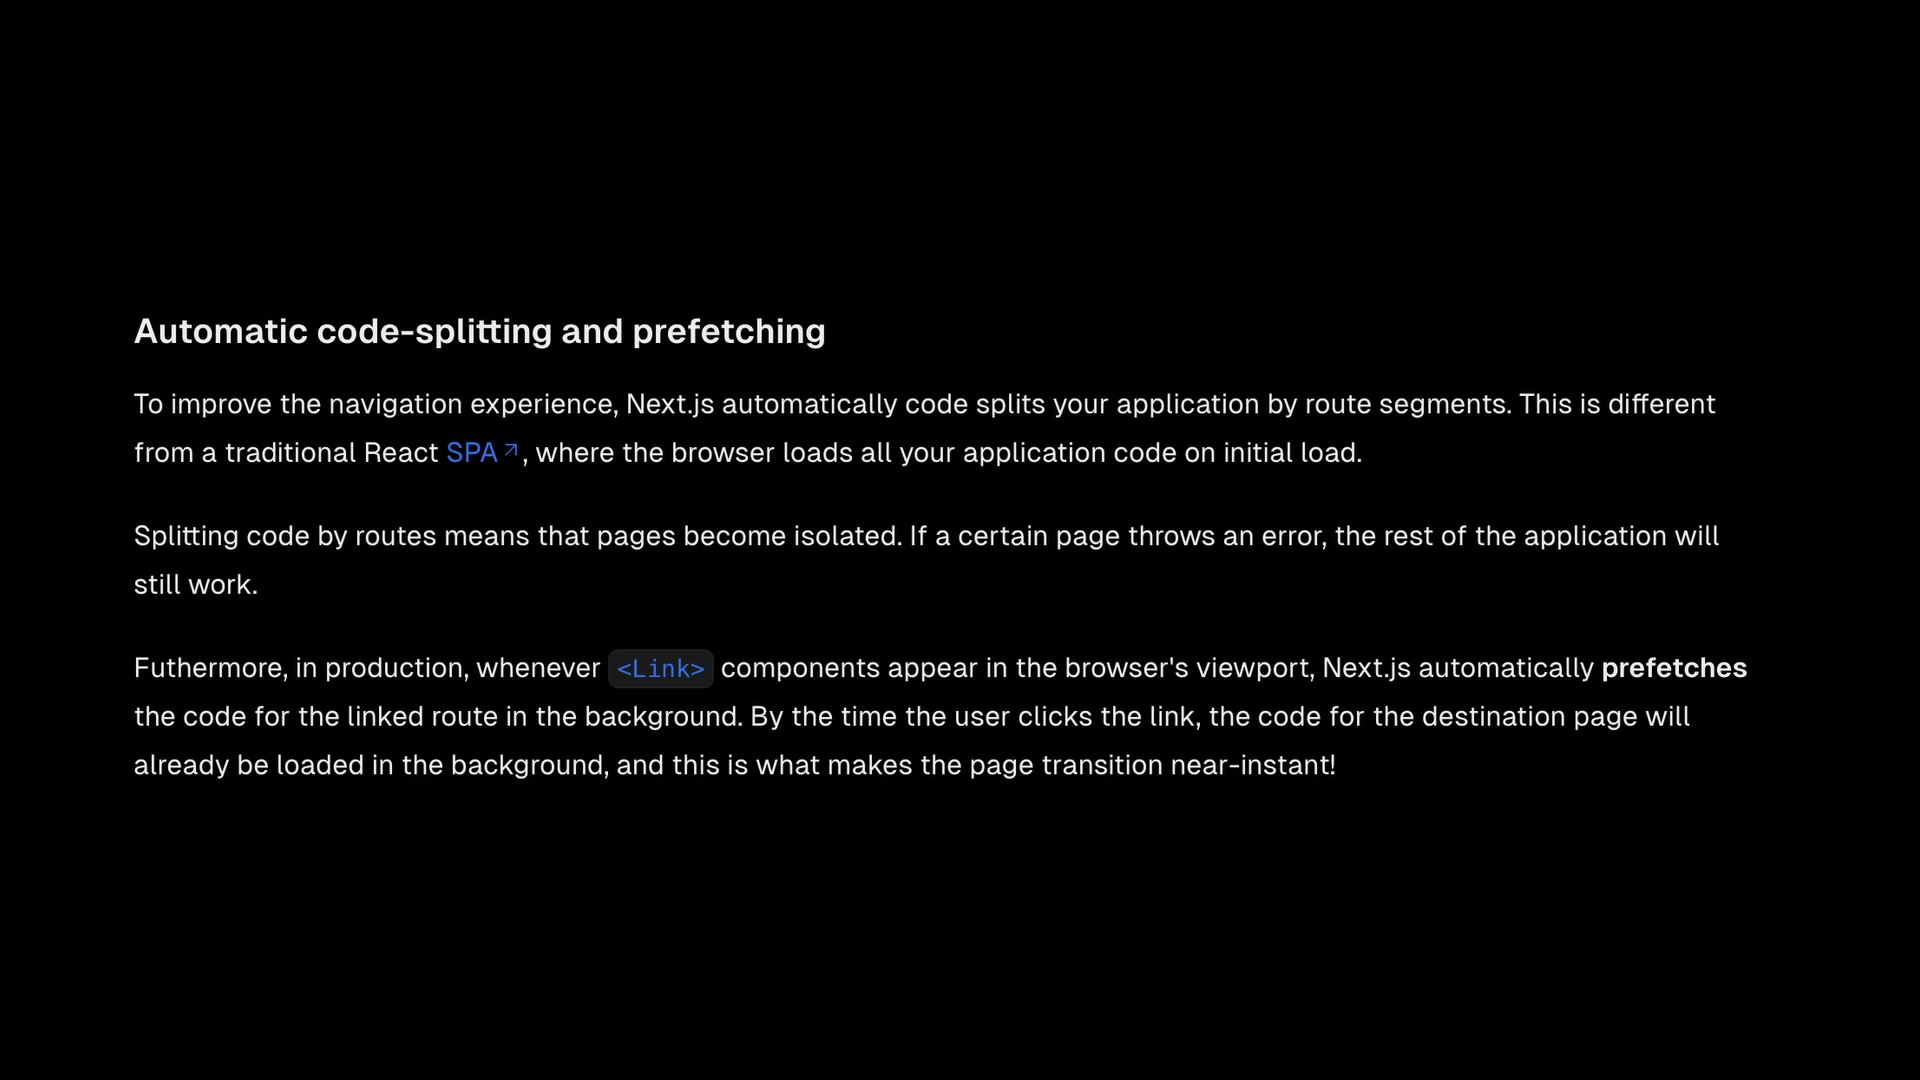 Automatic code-splitting and prefetching
To improve the navigation experience, Next.js automatically code splits your application by route segments. This is different
from a traditional React SPA↗, where the browser loads all your application code on initial load.
Splitting code by routes means that pages become isolated. If a certain page throws an error, the rest of the application will
still work.
Futhermore, in production, whenever <Link> components appear in the browser's viewport, Next.js automatically prefetches
the code for the linked route in the background. By the time the user clicks the link, the code for the destination page will
already be loaded in the background, and this is what makes the page transition near-instant!